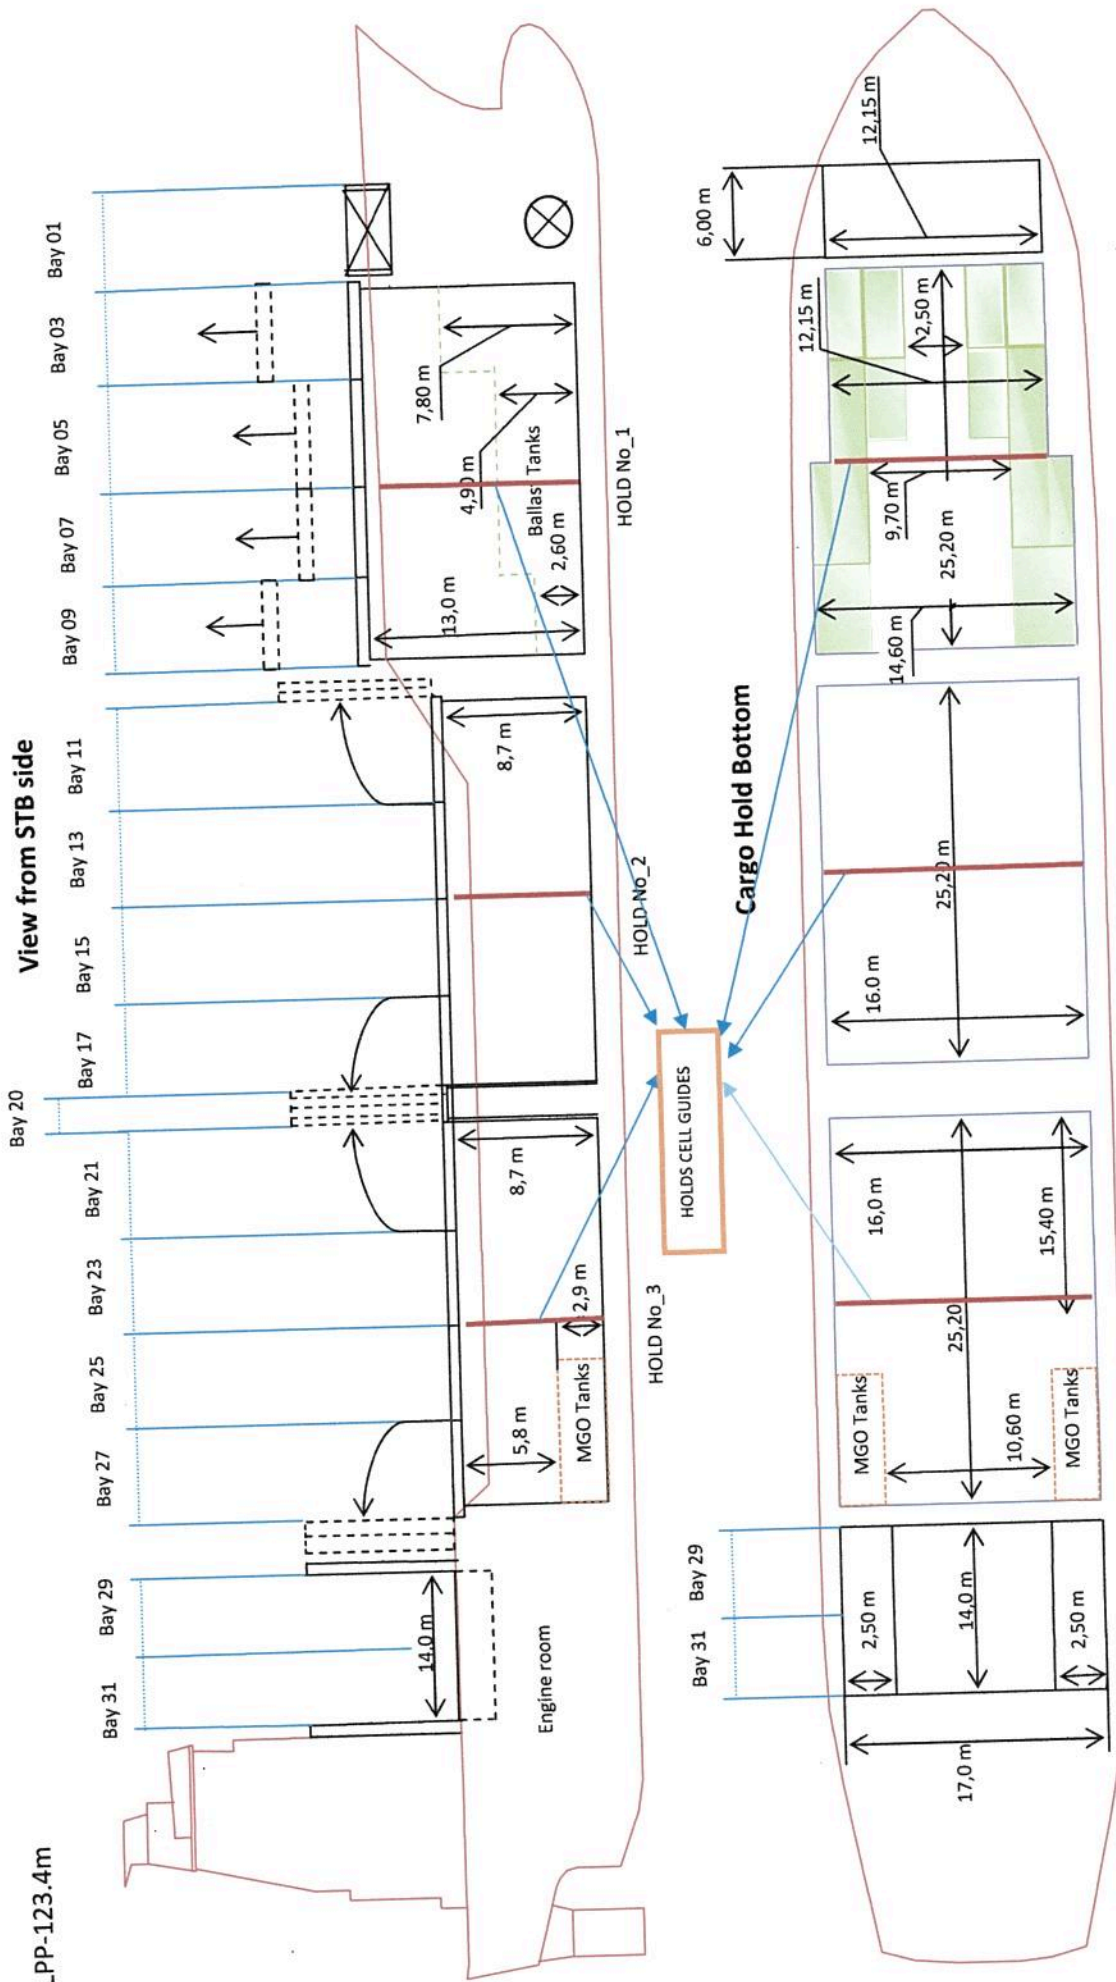 LPP-123.4m
View from STB side
Bay 20
Bay 31
Bay 29
Bay 27
Bay 25
Bay 23
Bay 21
Bay 17
Bay 15
Bay 13
Bay 11
Bay 09
Bay 07
Bay 05
Bay 03
Bay 01
14,0 m
Engine room
5,8 m
MGO Tanks
2,9 m
8,7 m
8,7 m
13,0 m
2,60 m
4,90 m
Ballast Tanks
7,80 m
HOLD No_3
HOLD No_2
HOLD No_1
HOLDS CELL GUIDES
Cargo Hold Bottom
Bay 31
Bay 29
17,0 m
2,50 m
14,0 m
2,50 m
MGO Tanks
MGO Tanks
10,60 m
25,20
16,0 m
15,40 m
16.0 m
25,20 m
14,60 m
25,20 m
9,70 m
12,15 m
2,50 m
6,00 m
12,15 m